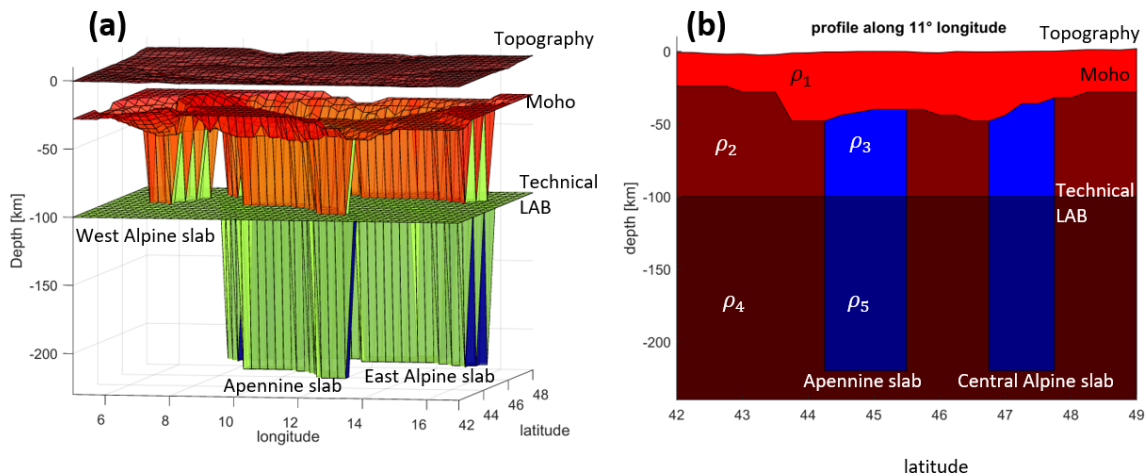 (a)
Topography
0
Moho
-50
Technical
LAB
-100
West Alpine slab
-150
-200
Depth [km]
Apennine slab
East Alpine slab
6
8
10
12
14
16
longitude
42
44
46
48
latitude
(b)
profile along 11° longitude
Topography
0
ρ1
Moho
-50
ρ2
ρ3
Technical
LAB
-100
-150
ρ4
ρ5
-200
depth [km]
Apennine slab
Central Alpine slab
42
43
44
45
46
47
48
49
latitude